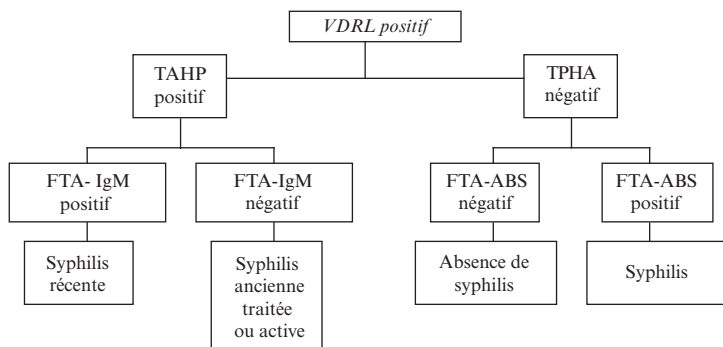 VDRL positif
TAHP
positif
TPHA
négatif
FTA- IgM
positif
FTA-IgM
négatif
FTA-ABS
négatif
FTA-ABS
positif
Syphilis
récente
Syphilis
ancienne
traitée
ou active
Absence de
syphilis
Syphilis